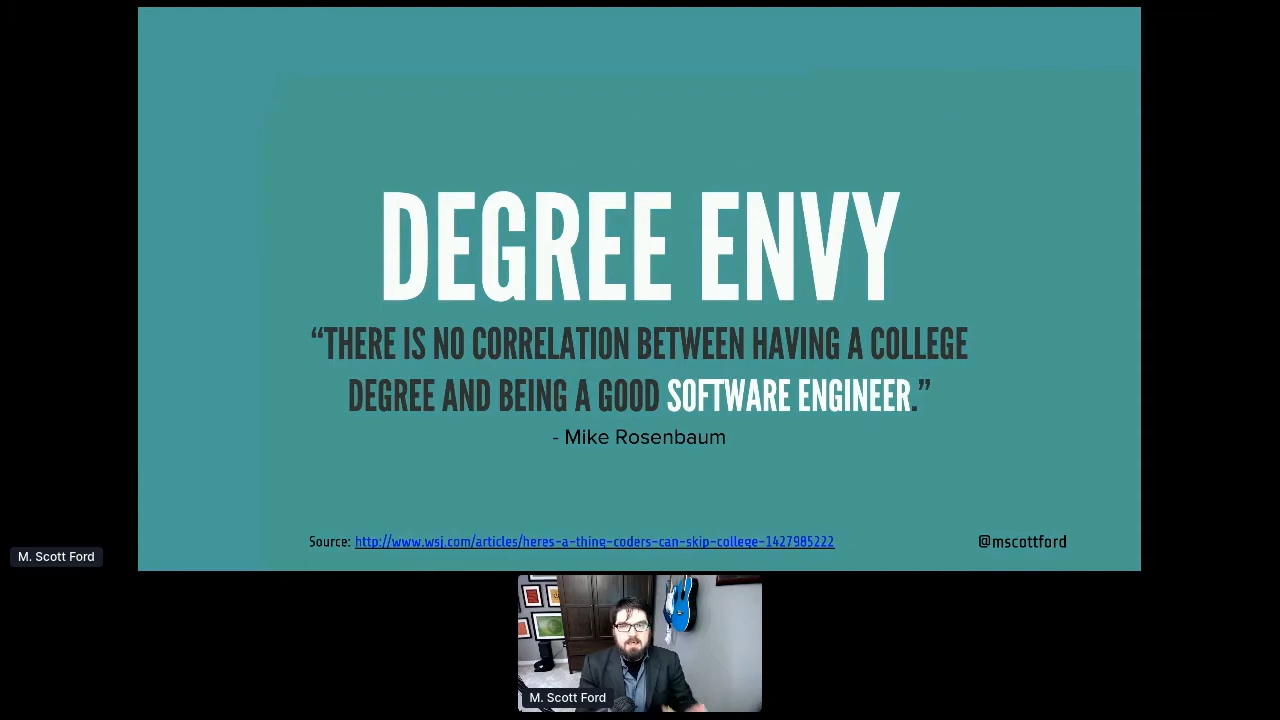 DEGREE ENVY
“THERE IS NO CORRELATION BETWEEN HAVING A COLLEGE
DEGREE AND BEING A GOOD SOFTWARE ENGINEER.”
- Mike Rosenbaum
Source: http://www.wsj.com/articles/heres-a-thing-coders-can-skip-college-1427985222
@mscottford
M. Scott Ford
M. Scott Ford